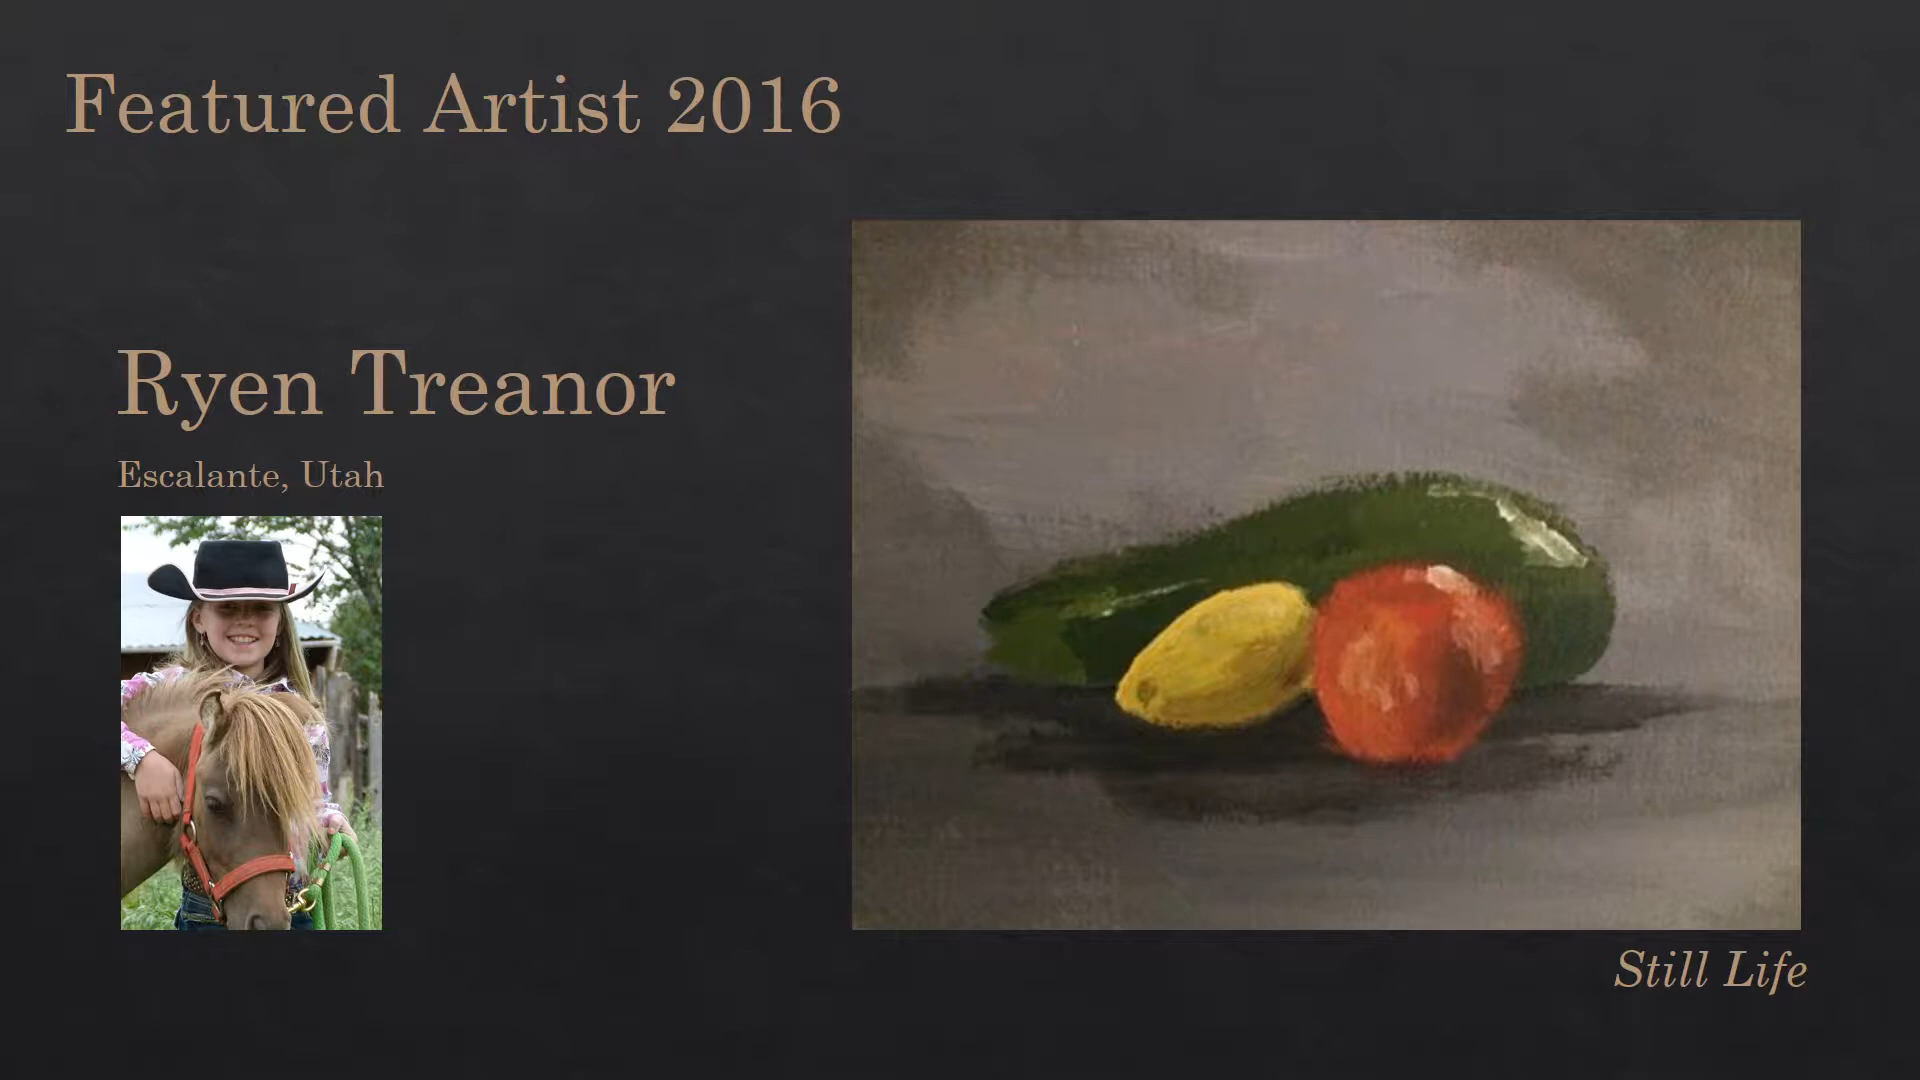 Featured Artist 2016
Ryen Treanor
Escalante, Utah
Still Life